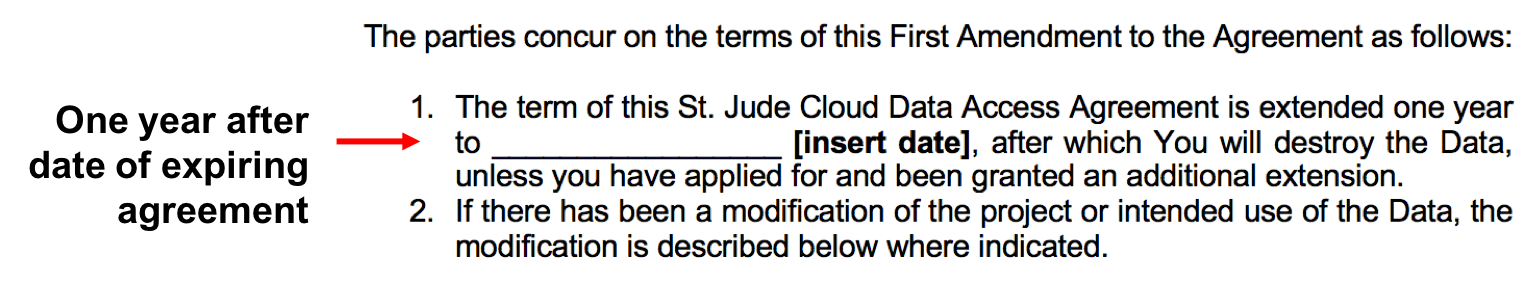 The parties concur on the terms of this First Amendment to the Agreement as follows:
One year after
date of expiring
agreement
1. The term of this St. Jude Cloud Data Access Agreement is extended one year
to ___________________ [insert date], after which You will destroy the Data,
unless you have applied for and been granted an additional extension.
2. If there has been a modification of the project or intended use of the Data, the
modification is described below where indicated.